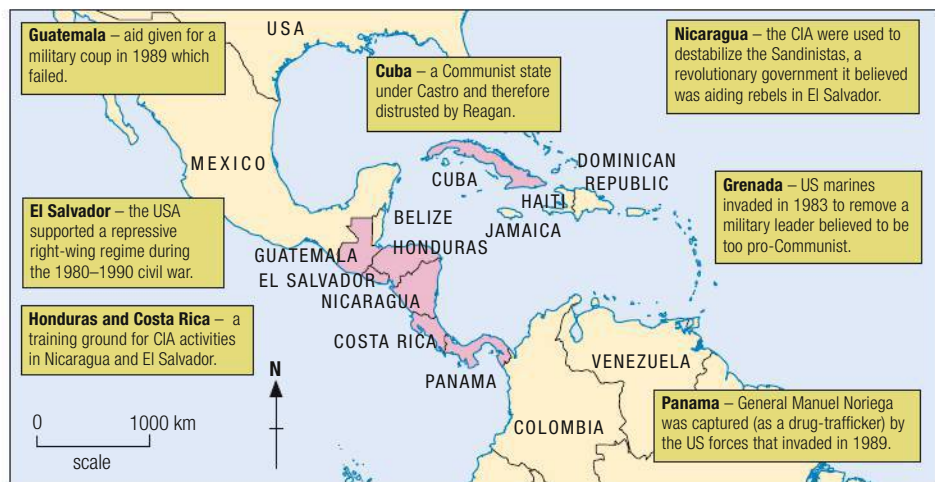 USA
Guatemala – aid given for a
military coup in 1989 which
failed.
Cuba – a Communist state
under Castro and therefore
distrusted by Reagan.
Nicaragua – the CIA were used to
destabilize the Sandinistas, a
revolutionary government it believed
was aiding rebels in El Salvador.
MEXICO
CUBA
DOMINICAN
REPUBLIC
HAITI
JAMAICA
BELIZE
El Salvador – the USA
supported a repressive
right-wing regime during
the 1980–1990 civil war.
Grenada – US marines
invaded in 1983 to remove a
military leader believed to be
too pro-Communist.
GUATEMALA
HONDURAS
EL SALVADOR
NICARAGUA
Honduras and Costa Rica – a
training ground for CIA activities
in Nicaragua and El Salvador.
COSTA RICA
PANAMA
VENEZUELA
COLOMBIA
N
0 1000 km
scale
Panama – General Manuel Noriega
was captured (as a drug-trafficker) by
the US forces that invaded in 1989.